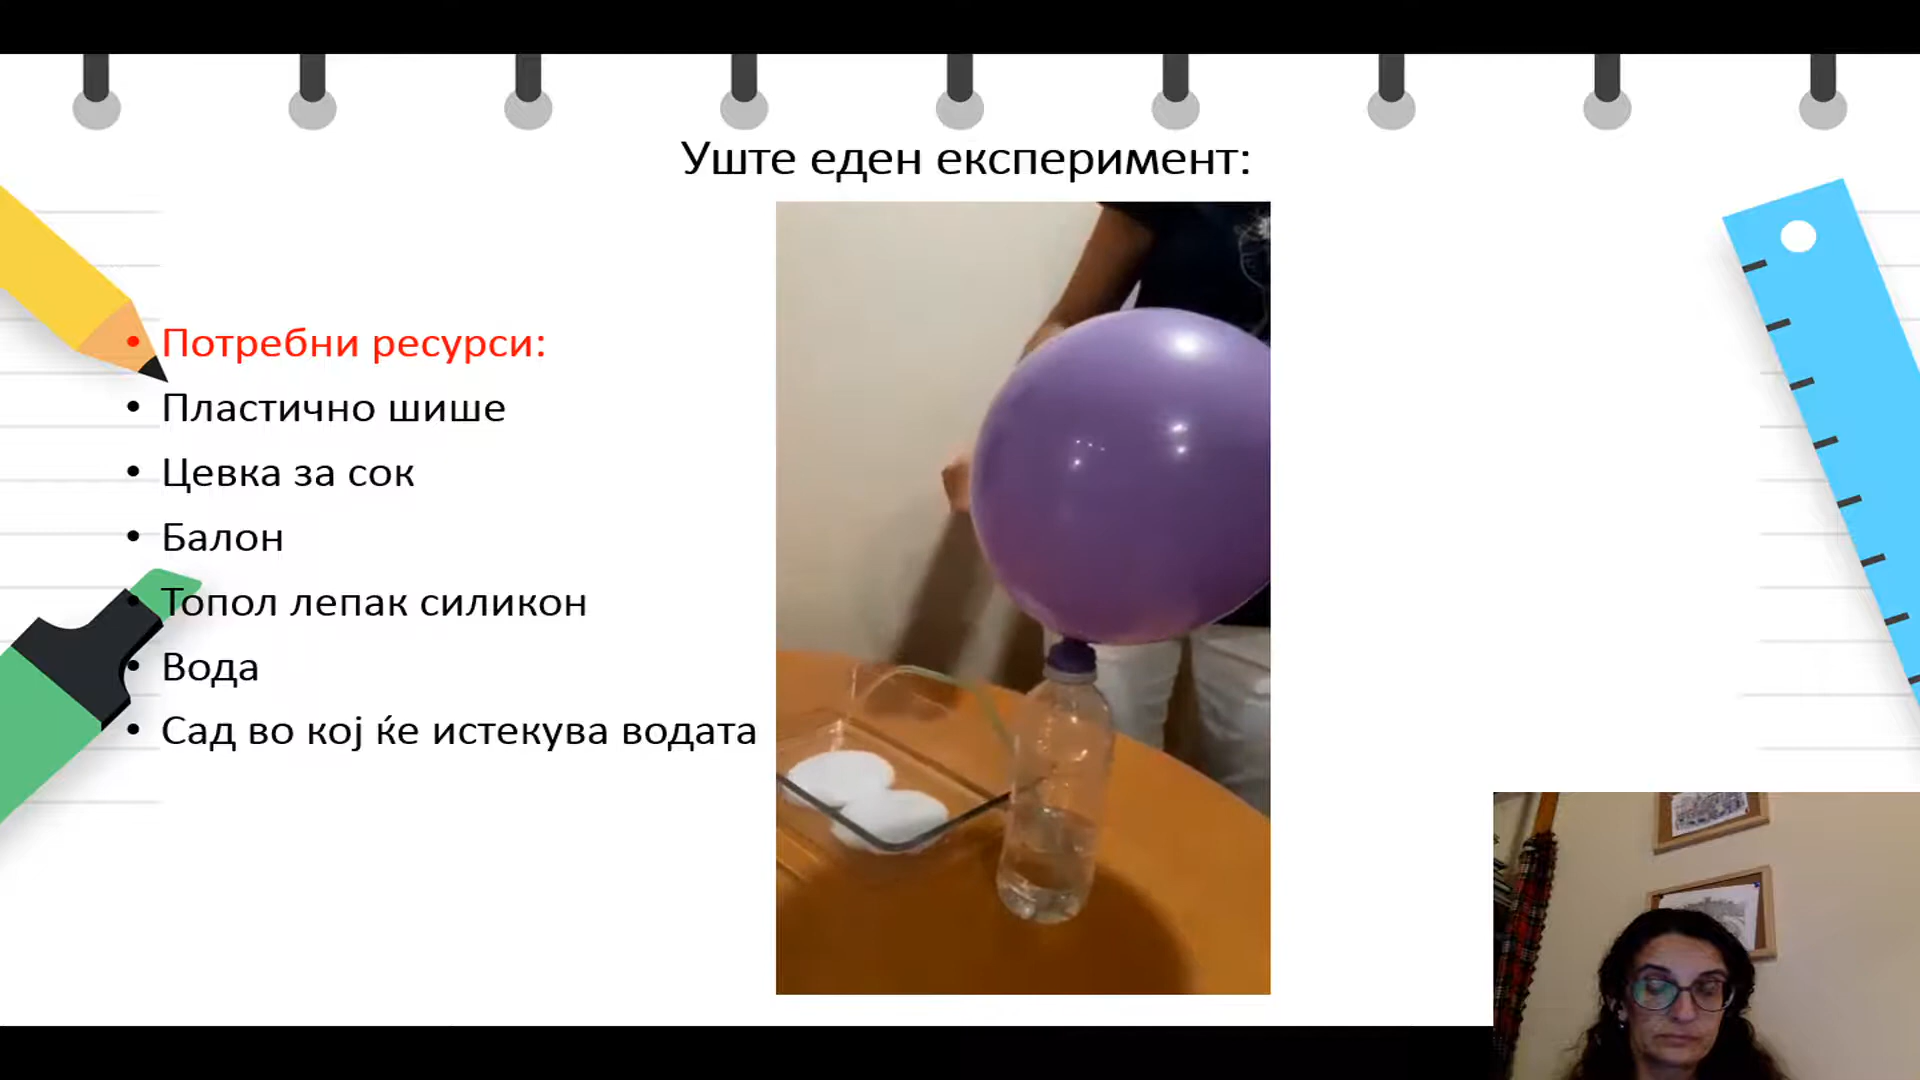 Уште еден експеримент:
Потребни ресурси:
Пластично шише
Цевка за сок
Балон
Топол лепак силикон
Вода
Сад во кој ќе истекува водата